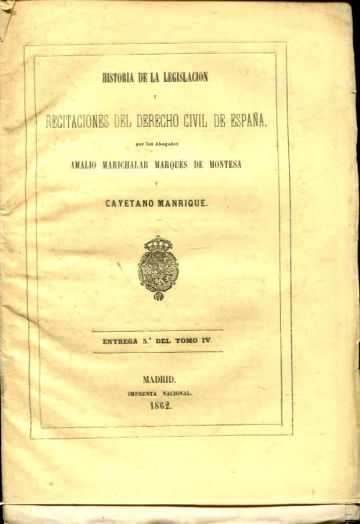 HISTORIA DE LA LEGISLACION
Y
RECITACIONES DEL DERECHO CIVIL DE ESPAÑA,
por los Abogados
AMALIO MARICHALAR MARQUES DE MONTESA
Y
CAYETANO MANRIQUE.
ENTREGA 5.ª DEL TOMO IV.
MADRID.
IMPRENTA NACIONAL.
1862.